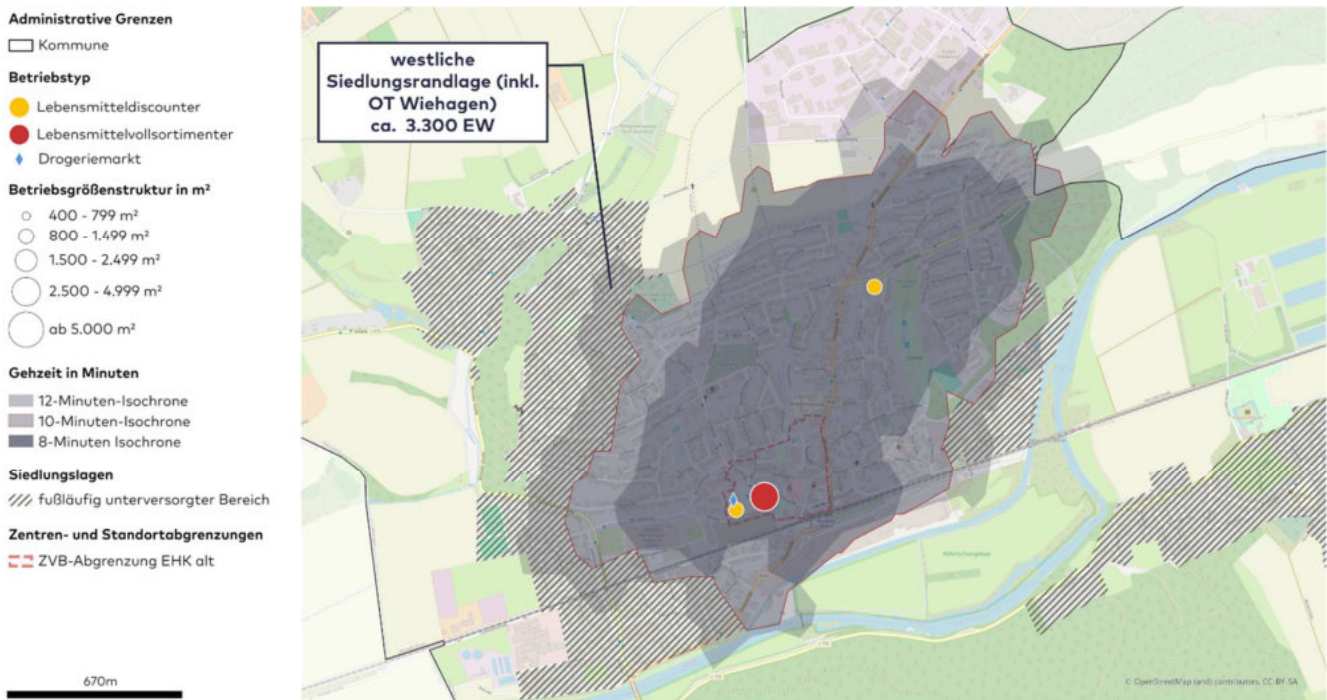 Administrative Grenzen
Kommune
Betriebstyp
Lebensmitteldiscounter
Lebensmittelvollsortimenter
Drogeriemarkt
Betriebsgrößenstruktur in m²
400 - 799 m²
800 - 1.499 m²
1.500 - 2.499 m²
2.500 - 4.999 m²
ab 5.000 m²
Gehzeit in Minuten
12-Minuten-Isochrone
10-Minuten-Isochrone
8-Minuten Isochrone
Siedlungslagen
fußläufig unterversorgter Bereich
Zentren- und Standortabgrenzungen
ZVB-Abgrenzung EHK alt
670m
westliche
Siedlungsrandlage (inkl.
OT Wiehagen)
ca. 3.300 EW
© OpenStreetMap (and) contributors, CC-BY-SA